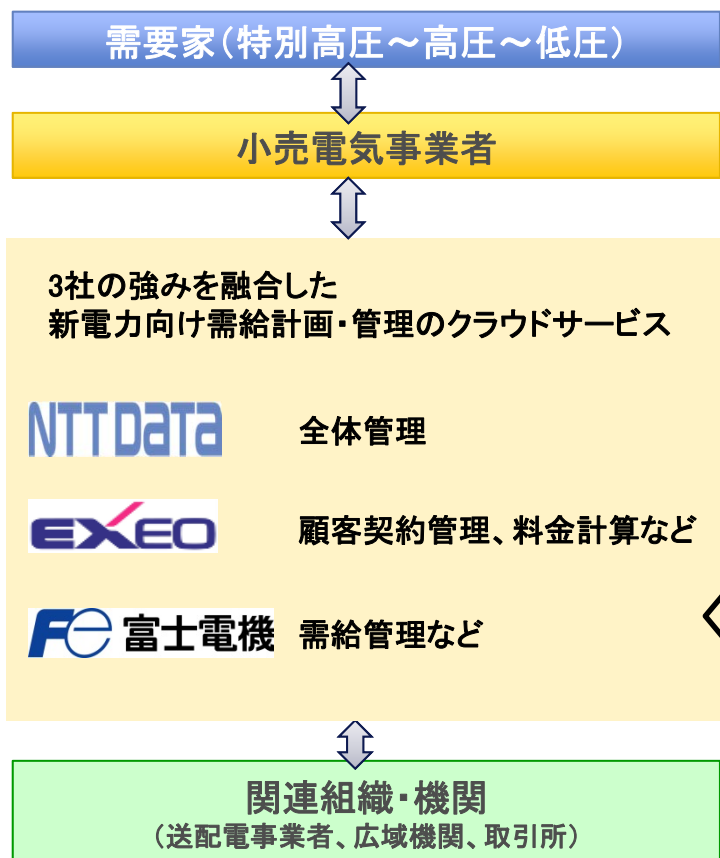 需要家(特別高圧～高圧～低圧)
小売電気事業者
3社の強みを融合した
新電力向け需給計画・管理のクラウドサービス
NTT DATA 全体管理
EXEO 顧客契約管理、料金計算など
Fe 富士電機 需給管理など
関連組織・機関
(送配電事業者、広域機関、取引所)